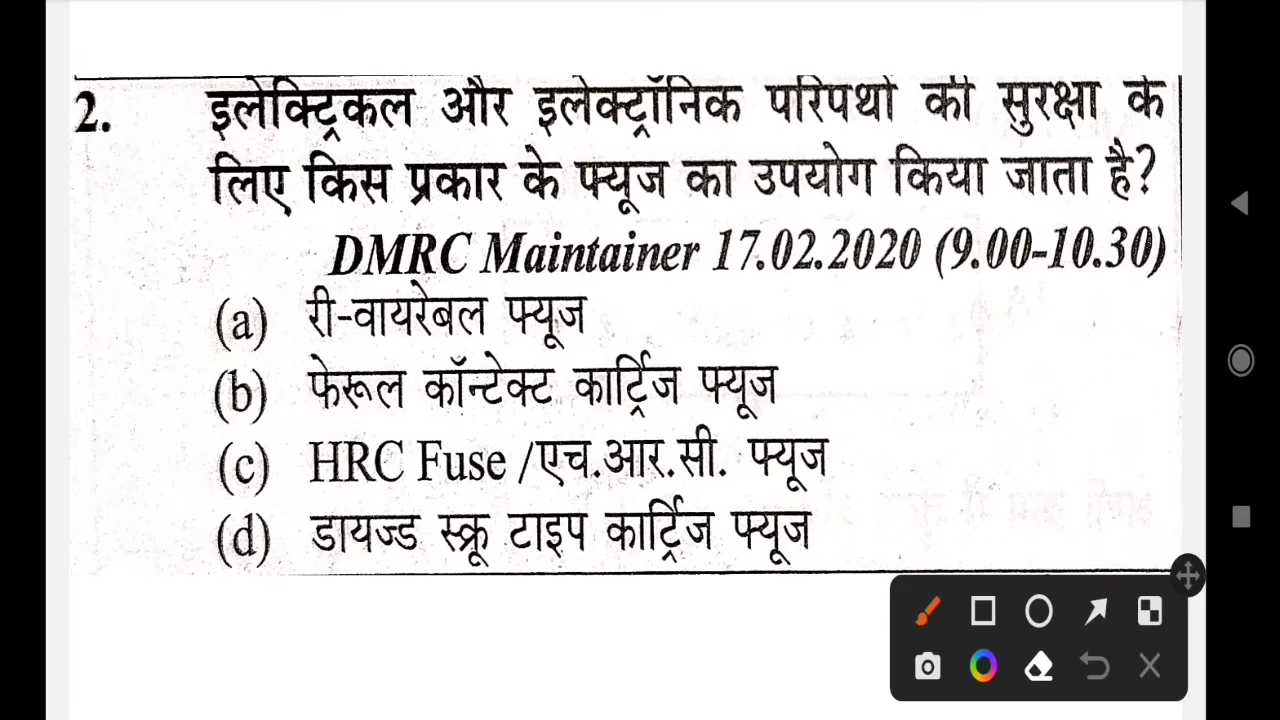 2. इलेक्ट्रिकल और इलेक्ट्रॉनिक परिपथों की सुरक्षा के
लिए किस प्रकार के फ्यूज का उपयोग किया जाता है?
DMRC Maintainer 17.02.2020 (9.00-10.30)
(a) री-वायरेबल फ्यूज
(b) फेरूल कॉन्टेक्ट कार्ट्रिज फ्यूज
(c) HRC Fuse /एच.आर.सी. फ्यूज
(d) डायज्ड स्क्रू टाइप कार्ट्रिज फ्यूज